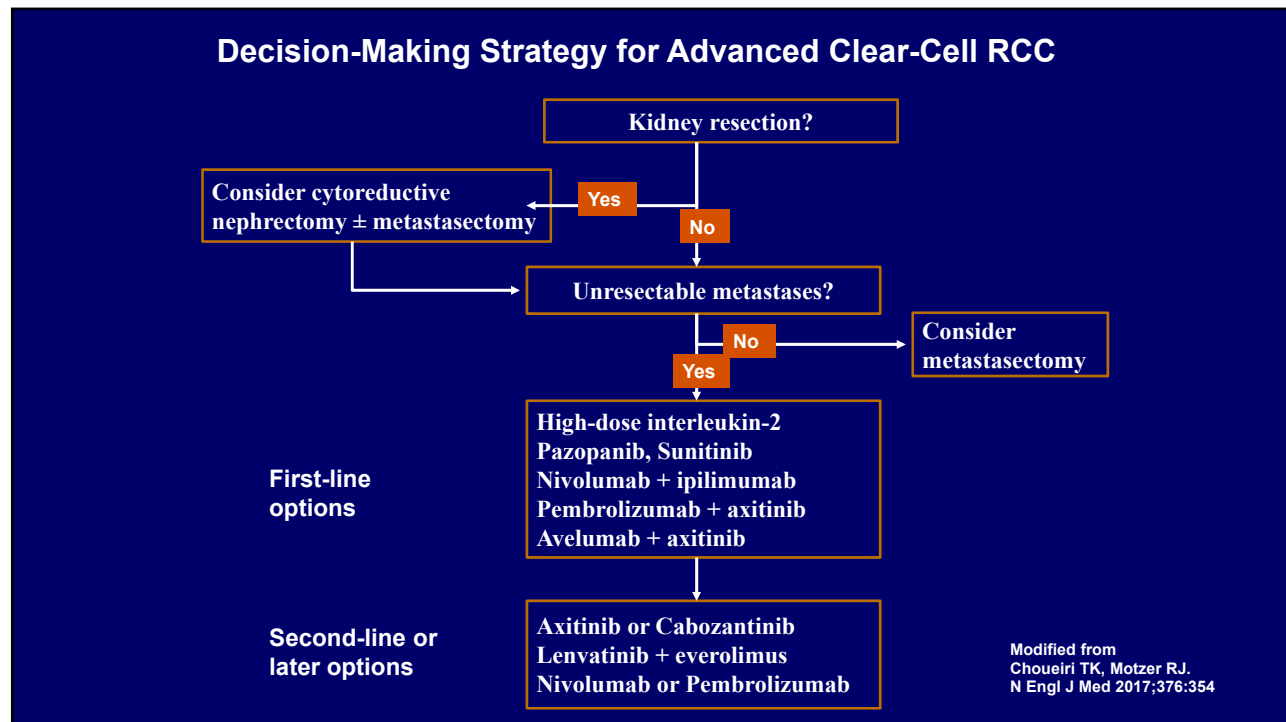 Decision-Making Strategy for Advanced Clear-Cell RCC
Kidney resection?
Consider cytoreductive
nephrectomy ± metastasectomy
Yes
No
Unresectable metastases?
No
Consider
metastasectomy
Yes
First-line
options
High-dose interleukin-2
Pazopanib, Sunitinib
Nivolumab + ipilimumab
Pembrolizumab + axitinib
Avelumab + axitinib
Second-line or
later options
Axitinib or Cabozantinib
Lenvatinib + everolimus
Nivolumab or Pembrolizumab
Modified from
Choueiri TK, Motzer RJ.
N Engl J Med 2017;376:354